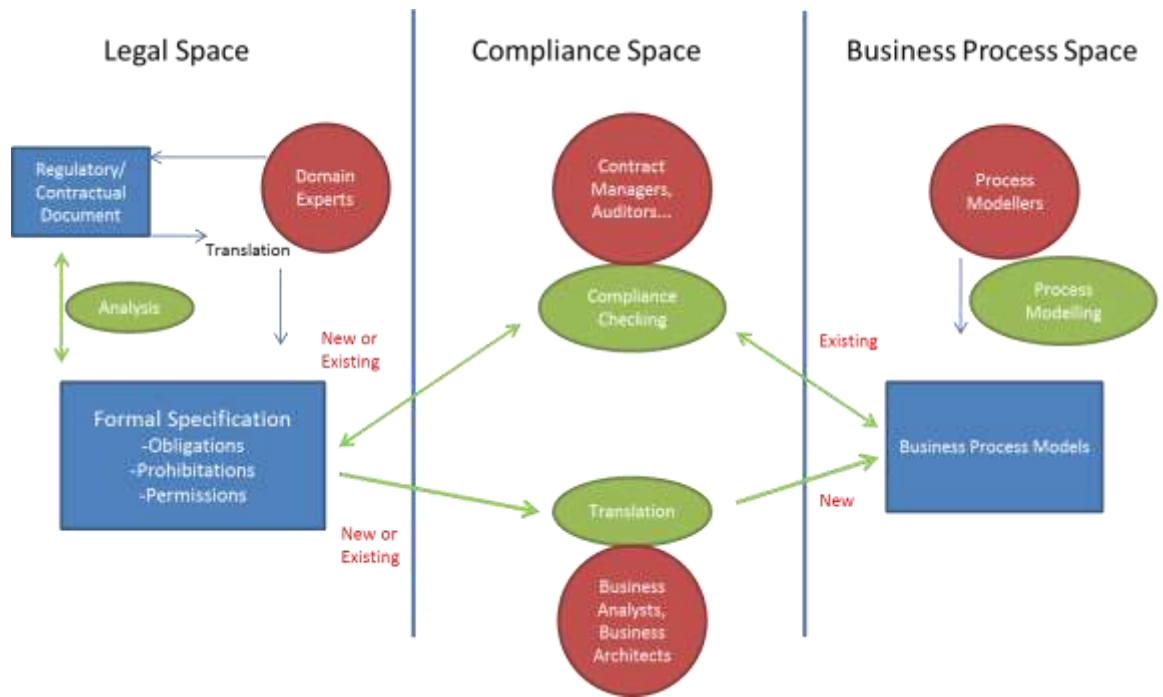 Legal Space
Compliance Space
Business Process Space
Regulatory/
Contractual
Document
Domain
Experts
Translation
Analysis
New or
Existing
Formal Specification
-Obligations
-Prohibitations
-Permissions
New or
Existing
Contract
Managers,
Auditors...
Compliance
Checking
Translation
Business
Analysts,
Business
Architects
Process
Modellers
Process
Modelling
Existing
Business Process Models
New